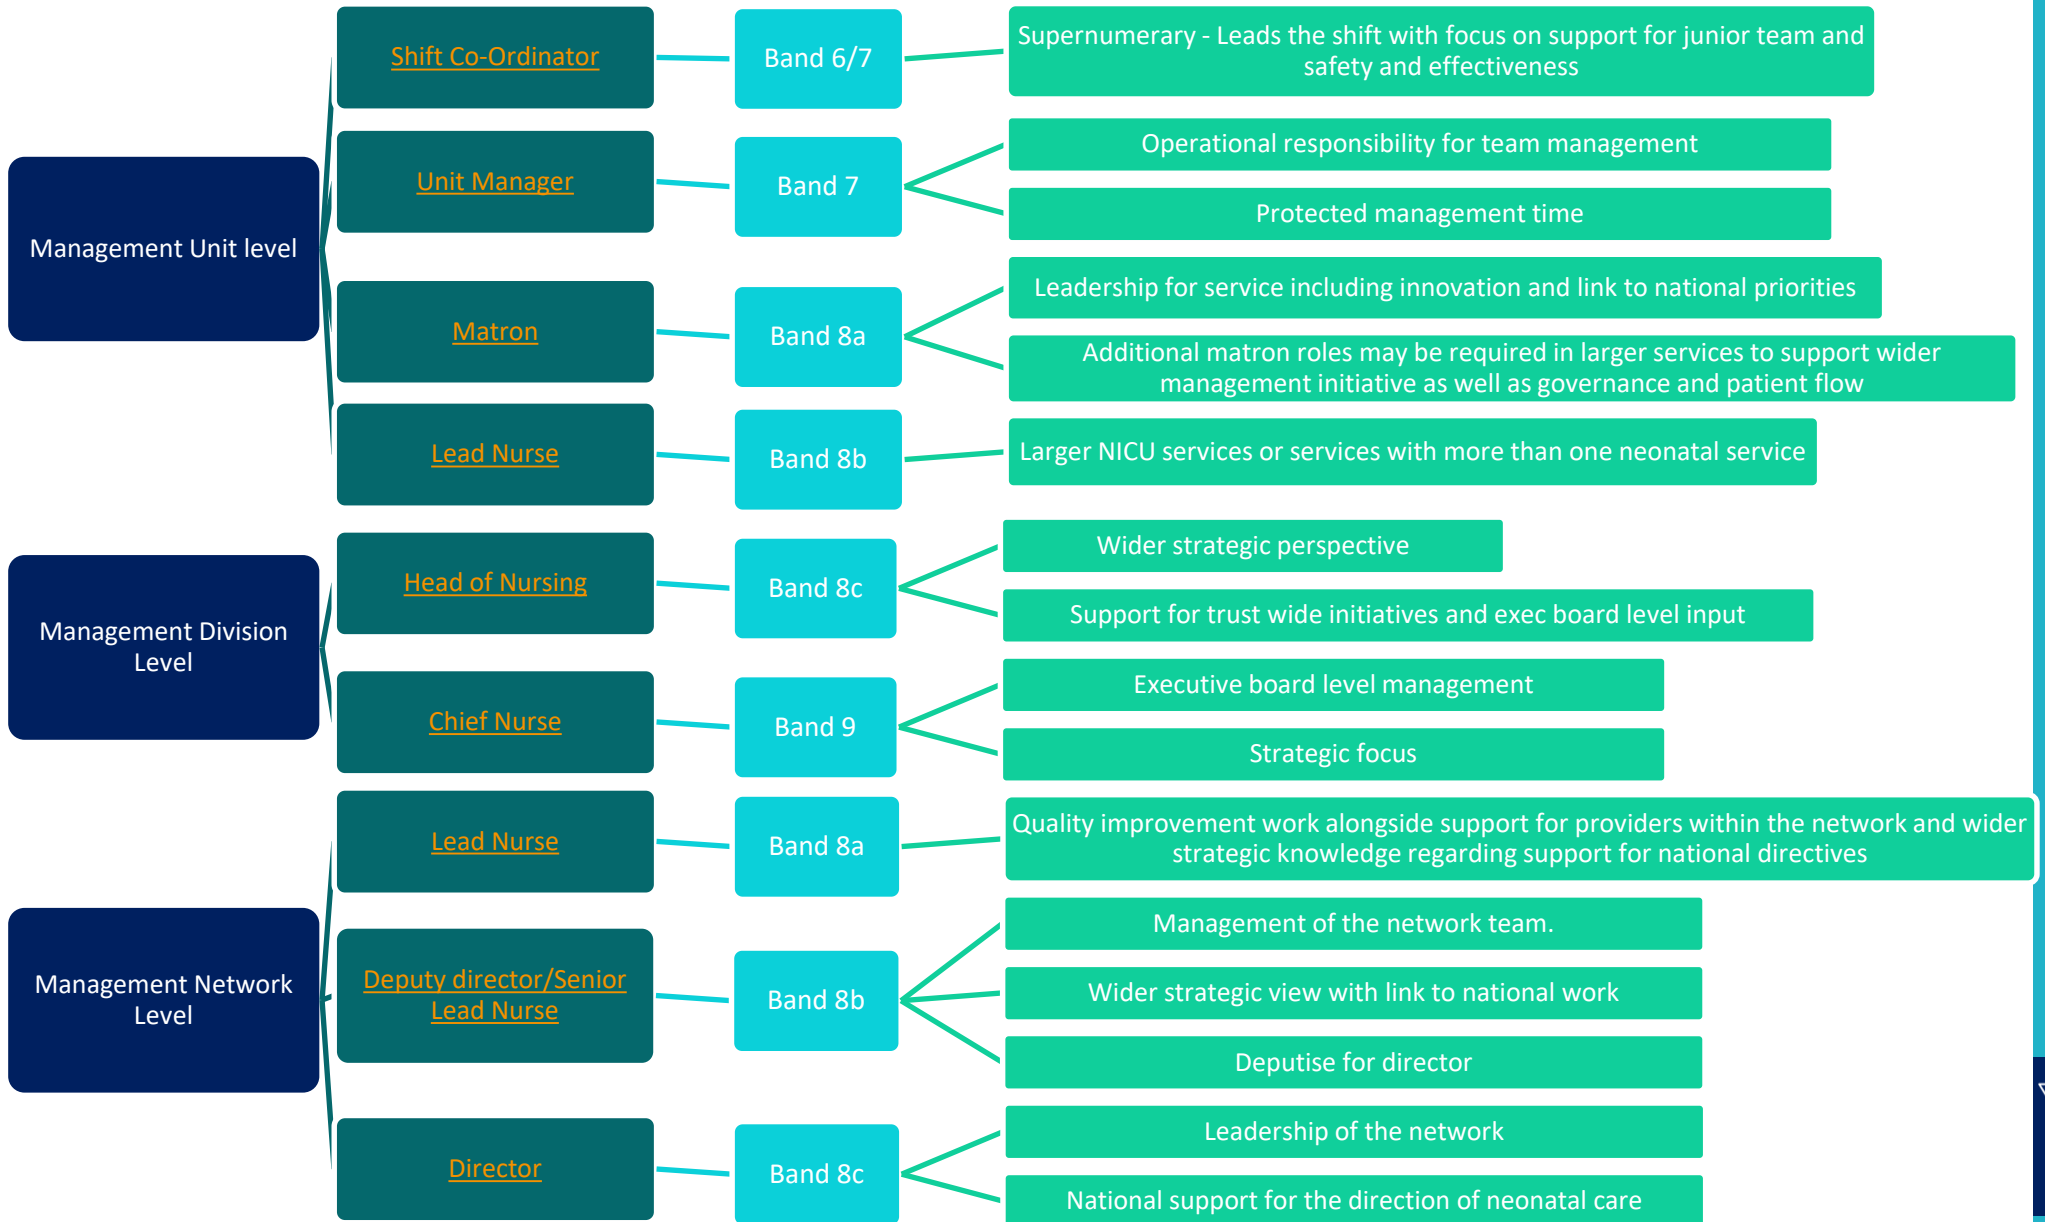 Shift Co-Ordinator
Band 6/7
Supernumerary - Leads the shift with focus on support for junior team and
safety and effectiveness
Management Unit level
Unit Manager
Band 7
Operational responsibility for team management
Protected management time
Matron
Band 8a
Leadership for service including innovation and link to national priorities
Additional matron roles may be required in larger services to support wider
management initiative as well as governance and patient flow
Lead Nurse
Band 8b
Larger NICU services or services with more than one neonatal service
Management Division
Level
Head of Nursing
Band 8c
Wider strategic perspective
Support for trust wide initiatives and exec board level input
Chief Nurse
Band 9
Executive board level management
Strategic focus
Management Network
Level
Lead Nurse
Band 8a
Quality improvement work alongside support for providers within the network and wider
strategic knowledge regarding support for national directives
Deputy director/Senior
Lead Nurse
Band 8b
Management of the network team.
Wider strategic view with link to national work
Deputise for director
Director
Band 8c
Leadership of the network
National support for the direction of neonatal care